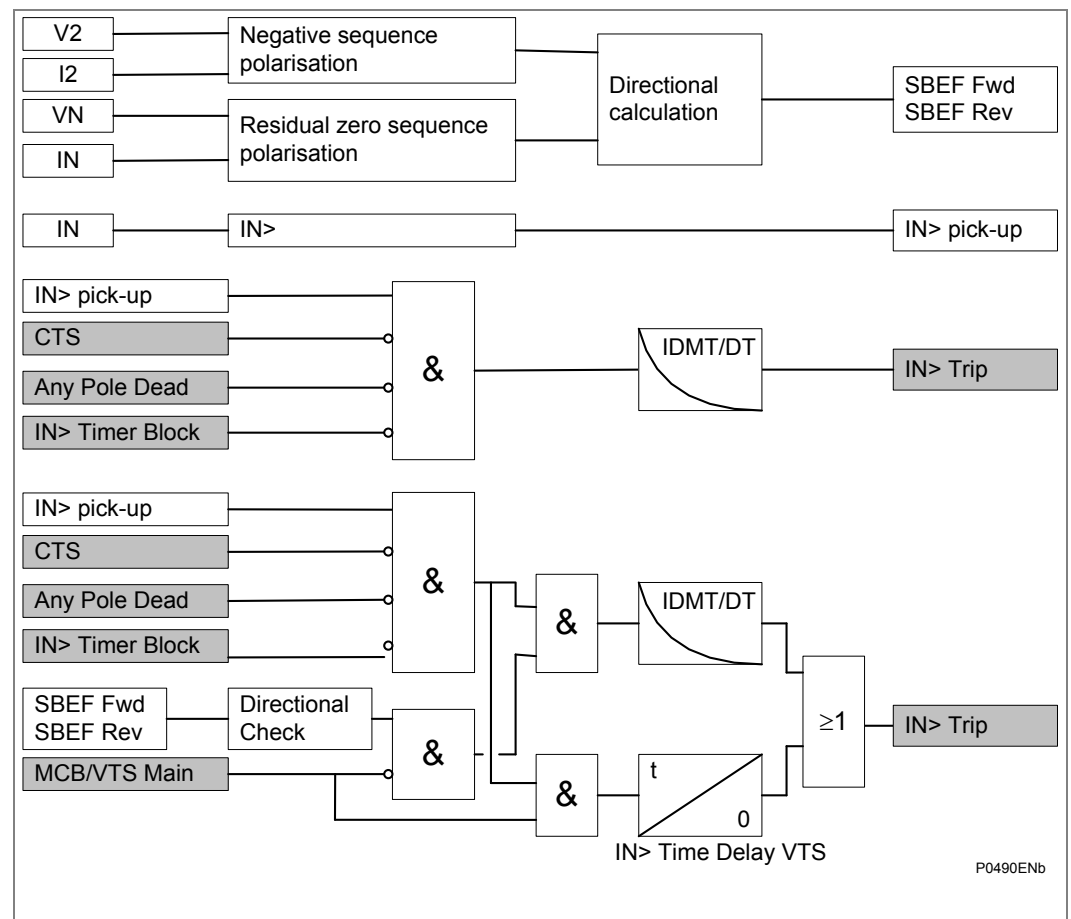 V2
I2
VN
IN
Negative sequence
polarisation
Residual zero sequence
polarisation
Directional
calculation
SBEF Fwd
SBEF Rev
IN
IN>
IN> pick-up
IN> pick-up
CTS
Any Pole Dead
IN> Timer Block
&
IDMT/DT
IN> Trip
IN> pick-up
CTS
Any Pole Dead
IN> Timer Block
&
&
IDMT/DT
SBEF Fwd
SBEF Rev
Directional
Check
MCB/VTS Main
&
&
t
0
IN> Time Delay VTS
≥1
IN> Trip
P0490ENb